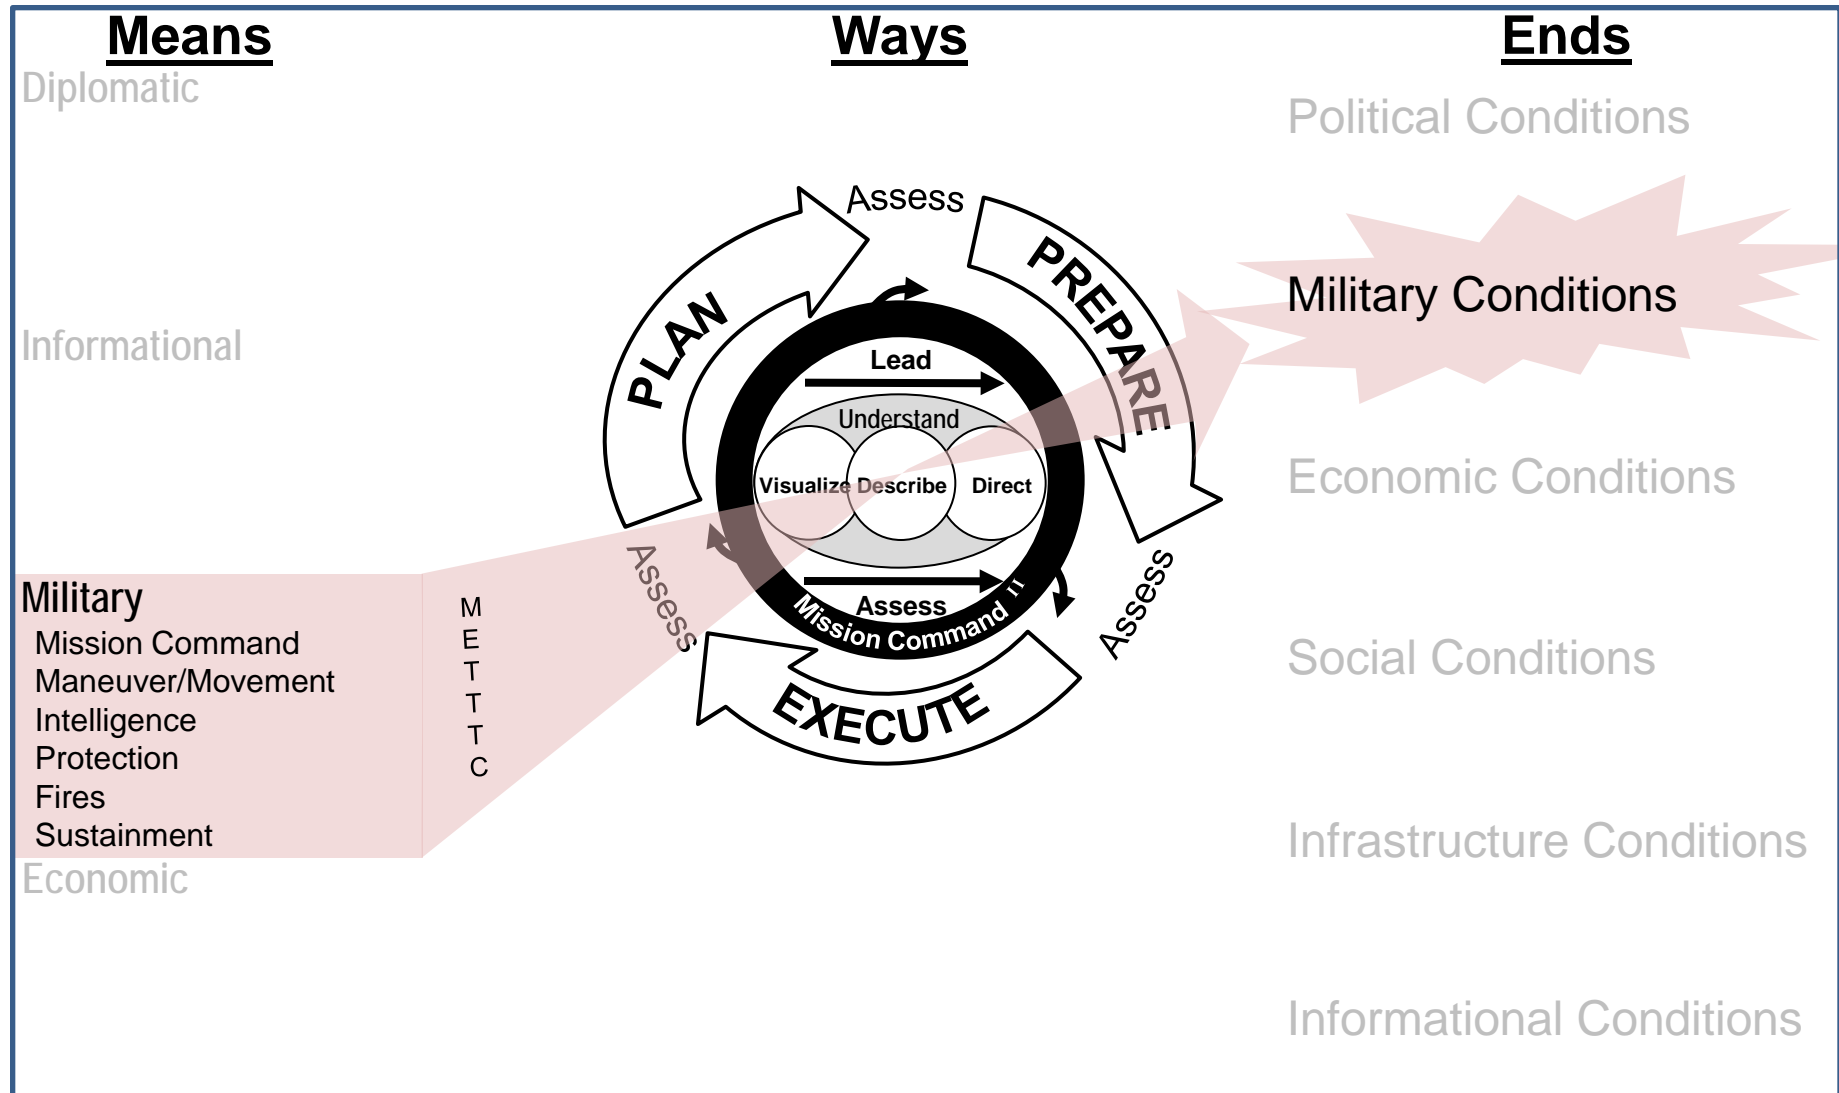 Means
Ways
Ends
Diplomatic
Informational
Military
Mission Command
Maneuver/Movement
Intelligence
Protection
Fires
Sustainment
Economic
M
E
T
T
T
C
Assess
PLAN
PREPARE
Lead
Understand
Visualize
Describe
Direct
Assess
Mission Command
Assess
Assess
EXECUTE
Political Conditions
Military Conditions
Economic Conditions
Social Conditions
Infrastructure Conditions
Informational Conditions